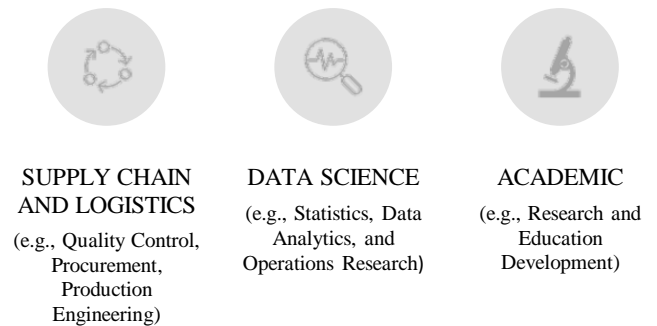 SUPPLY CHAIN
AND LOGISTICS
(e.g., Quality Control,
Procurement,
Production
Engineering)
DATA SCIENCE
(e.g., Statistics, Data
Analytics, and
Operations Research)
ACADEMIC
(e.g., Research and
Education
Development)